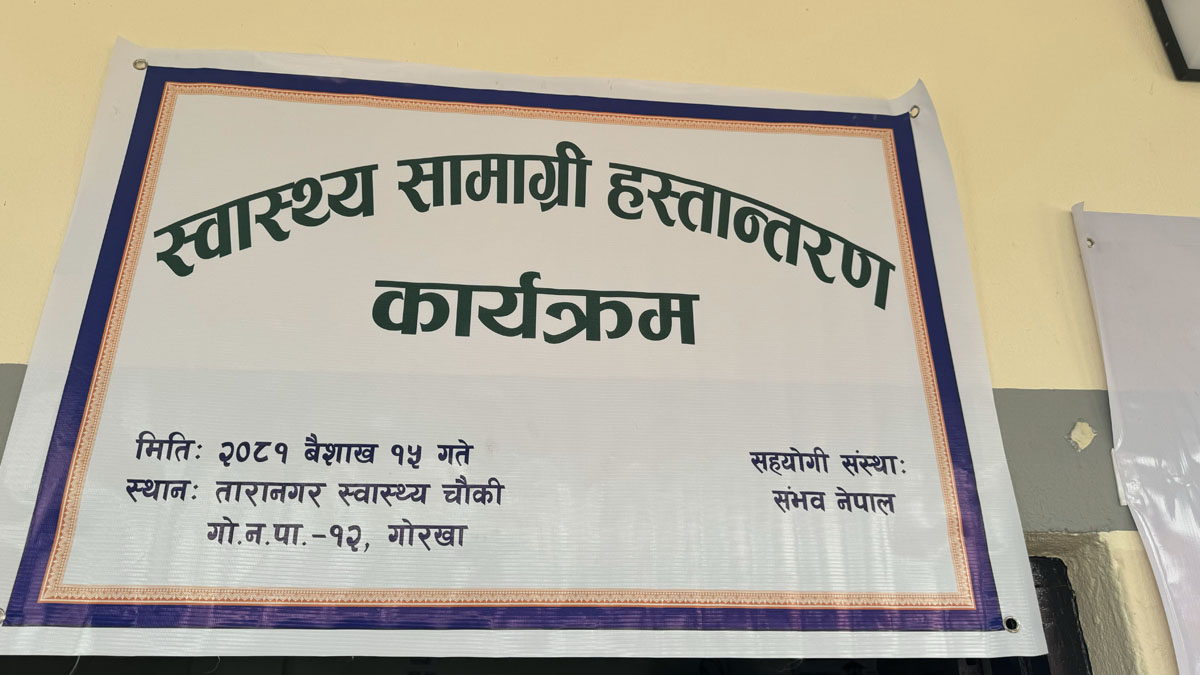 स्वास्थ्य सामाग्री हस्तान्तरण
कार्यक्रम
मिति: २०८१ बैशाख १५ गते
स्थान: तारानगर स्वास्थ्य चौकी
गो.न.पा.-१२, गोरखा
सहयोगी संस्था:
संभव नेपाल